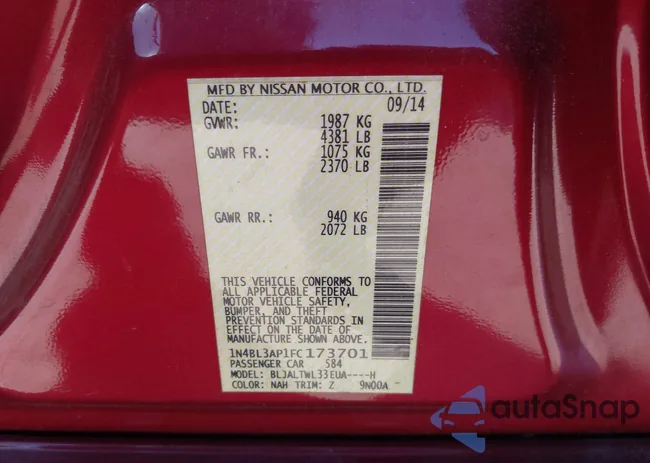 MFD BY NISSAN MOTOR CO., LTD.
DATE: 09/14
GVWR: 1987 KG
4381 LB
GAWR FR.: 1075 KG
2370 LB
GAWR RR.: 940 KG
2072 LB
THIS VEHICLE CONFORMS TO
ALL APPLICABLE FEDERAL
MOTOR VEHICLE SAFETY,
BUMPER, AND THEFT
PREVENTION STANDARDS IN
EFFECT ON THE DATE OF
MANUFACTURE SHOWN ABOVE.
1N4BL3AP1FC173701
PASSENGER CAR 584
MODEL: BLJALTWL33EUA----H
COLOR: NAH TRIM: Z 9N00A
autoSnap